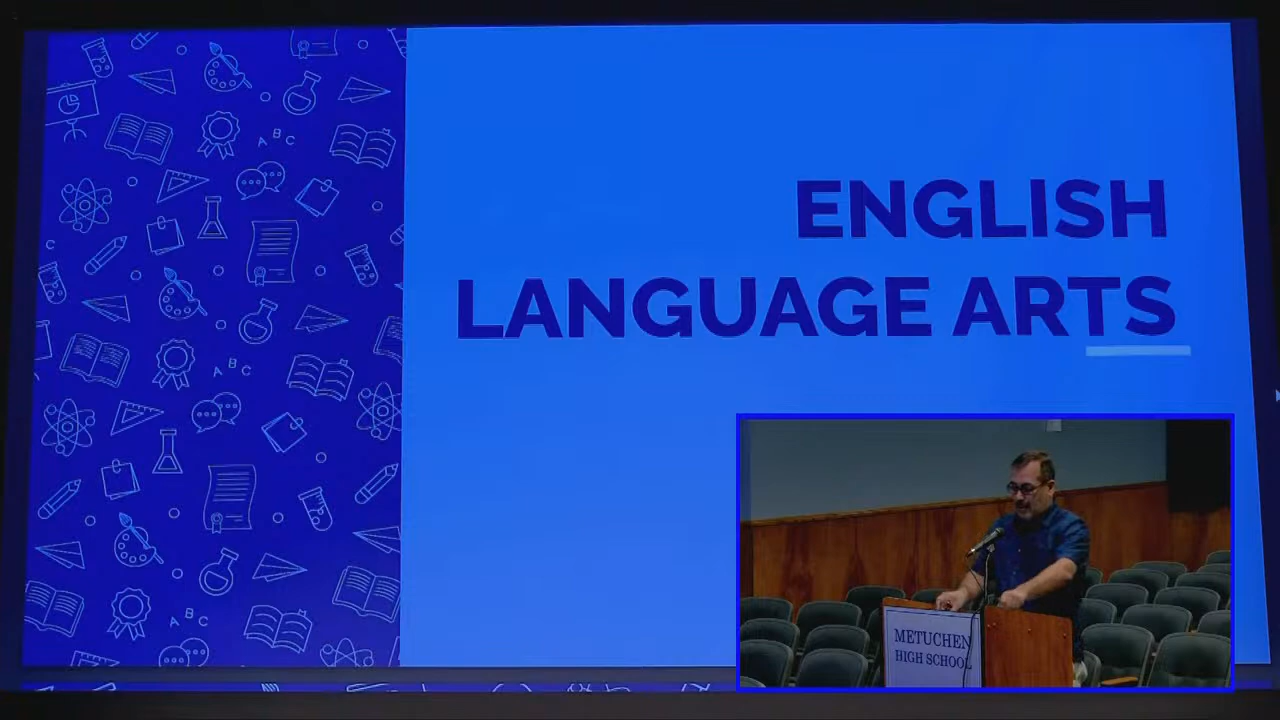 ENGLISH
LANGUAGE ARTS
A B C
A B C
A B C
METUCHEN
HIGH SCHOOL